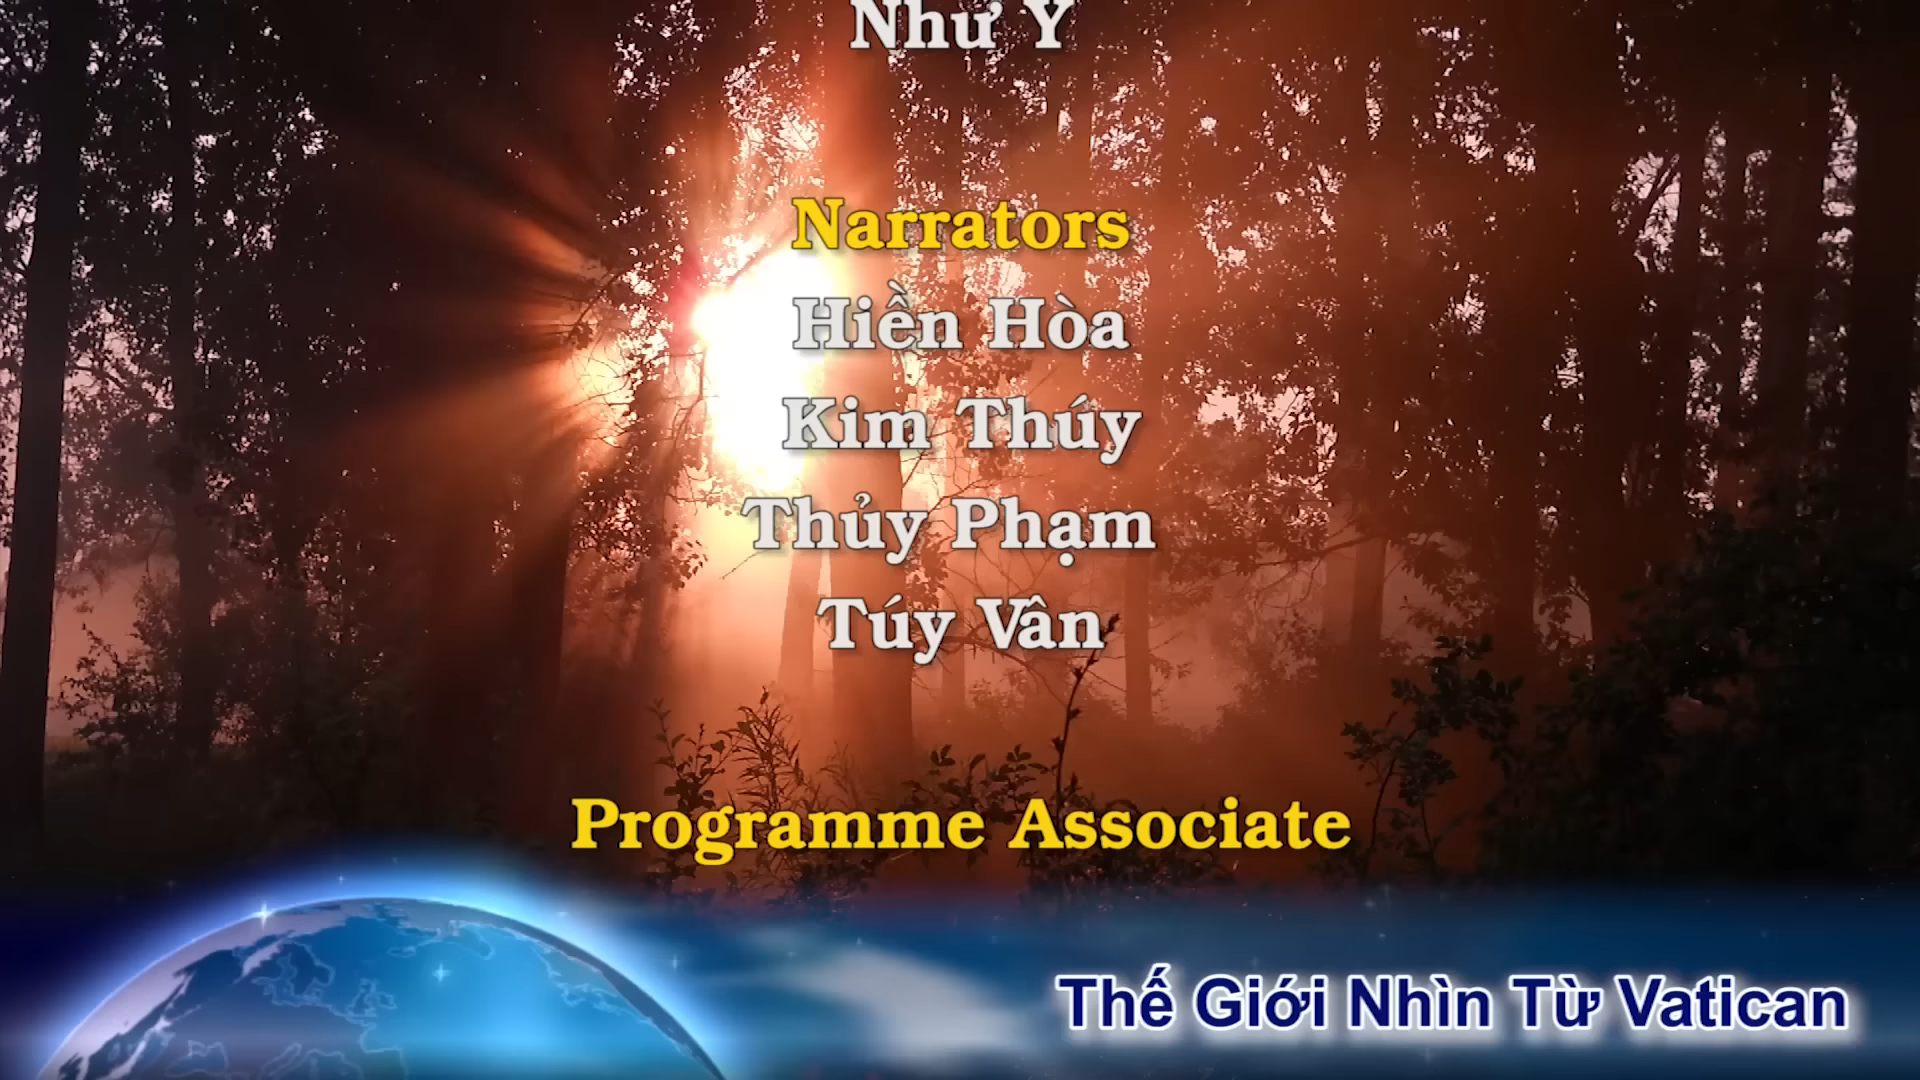 Như Ý
Narrators
Hiền Hòa
Kim Thúy
Thủy Phạm
Túy Vân
Programme Associate
Thế Giới Nhìn Từ Vatican